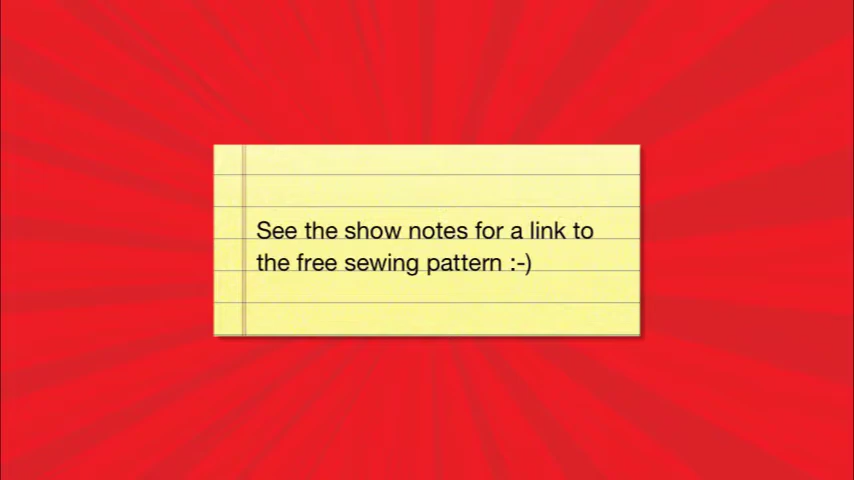 See the show notes for a link to
the free sewing pattern :-)